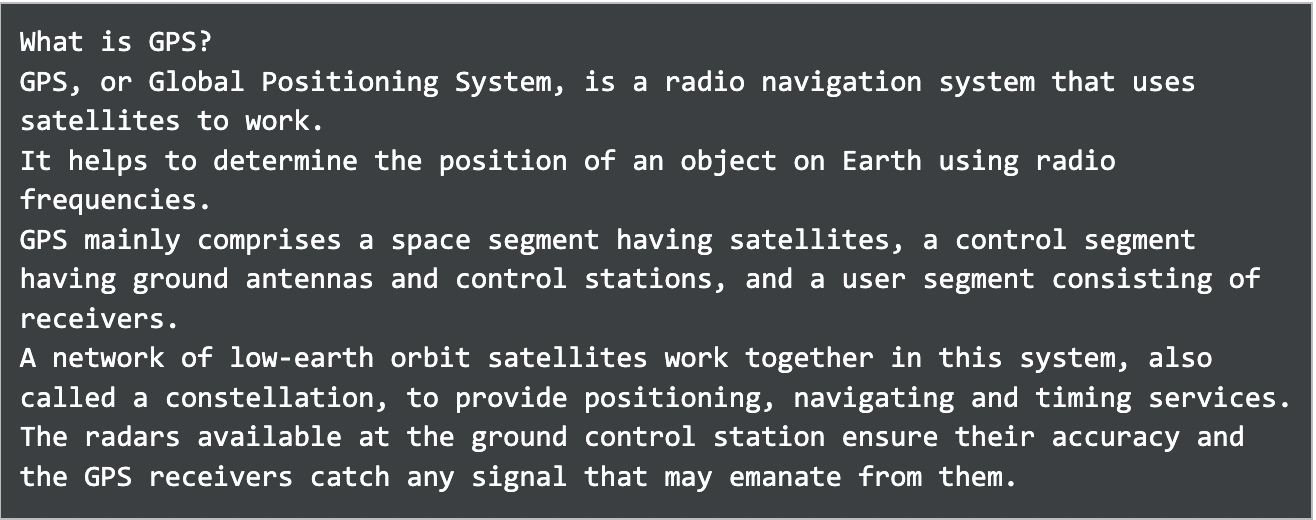 What is GPS?
GPS, or Global Positioning System, is a radio navigation system that uses
satellites to work.
It helps to determine the position of an object on Earth using radio
frequencies.
GPS mainly comprises a space segment having satellites, a control segment
having ground antennas and control stations, and a user segment consisting of
receivers.
A network of low-earth orbit satellites work together in this system, also
called a constellation, to provide positioning, navigating and timing services.
The radars available at the ground control station ensure their accuracy and
the GPS receivers catch any signal that may emanate from them.